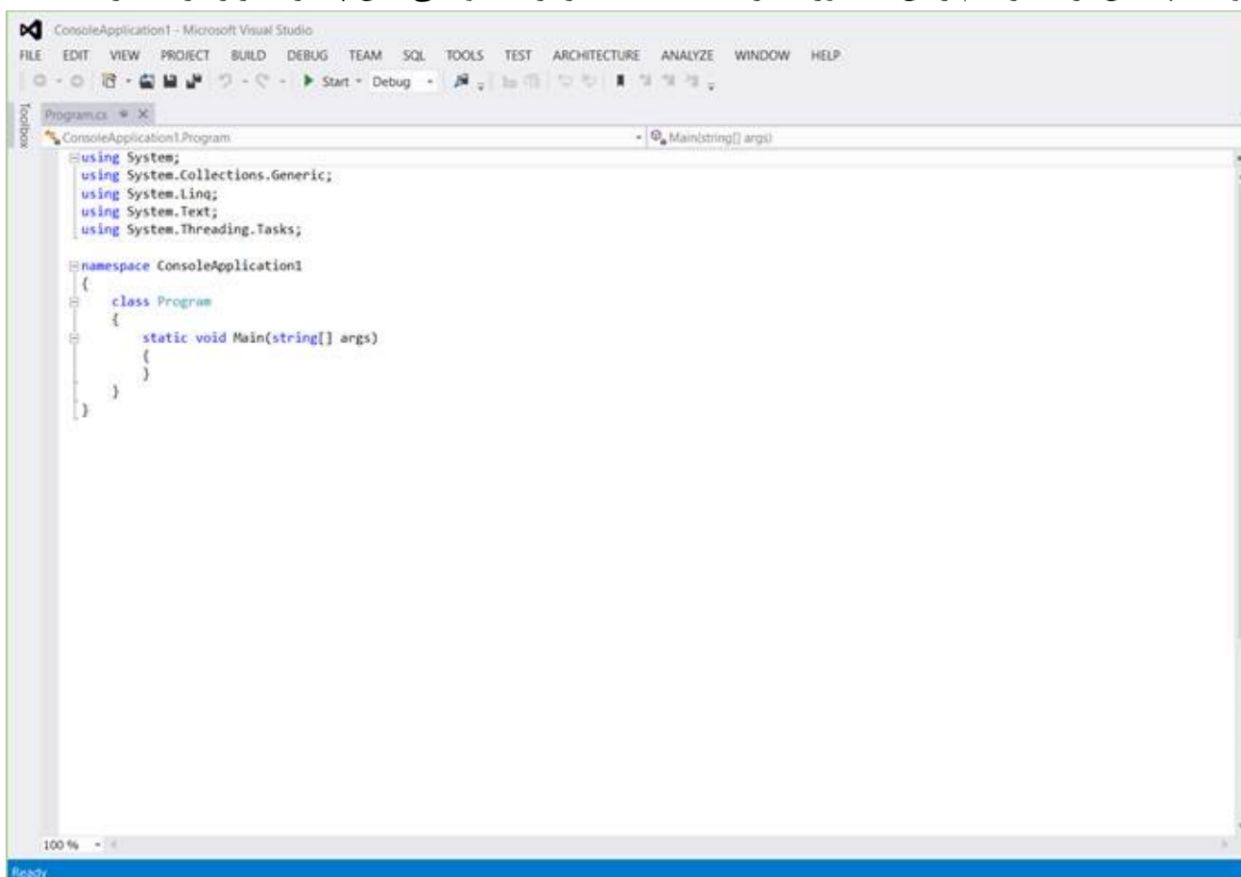 ConsoleApplication1 - Microsoft Visual Studio
FILE EDIT VIEW PROJECT BUILD DEBUG TEAM SQL TOOLS TEST ARCHITECTURE ANALYZE WINDOW HELP
Start Debug
Toolbox
Program.cs
ConsoleApplication1.Program Main(string[] args)
using System;
using System.Collections.Generic;
using System.Linq;
using System.Text;
using System.Threading.Tasks;
namespace ConsoleApplication1
{
class Program
{
static void Main(string[] args)
{
}
}
}
100 %
Ready